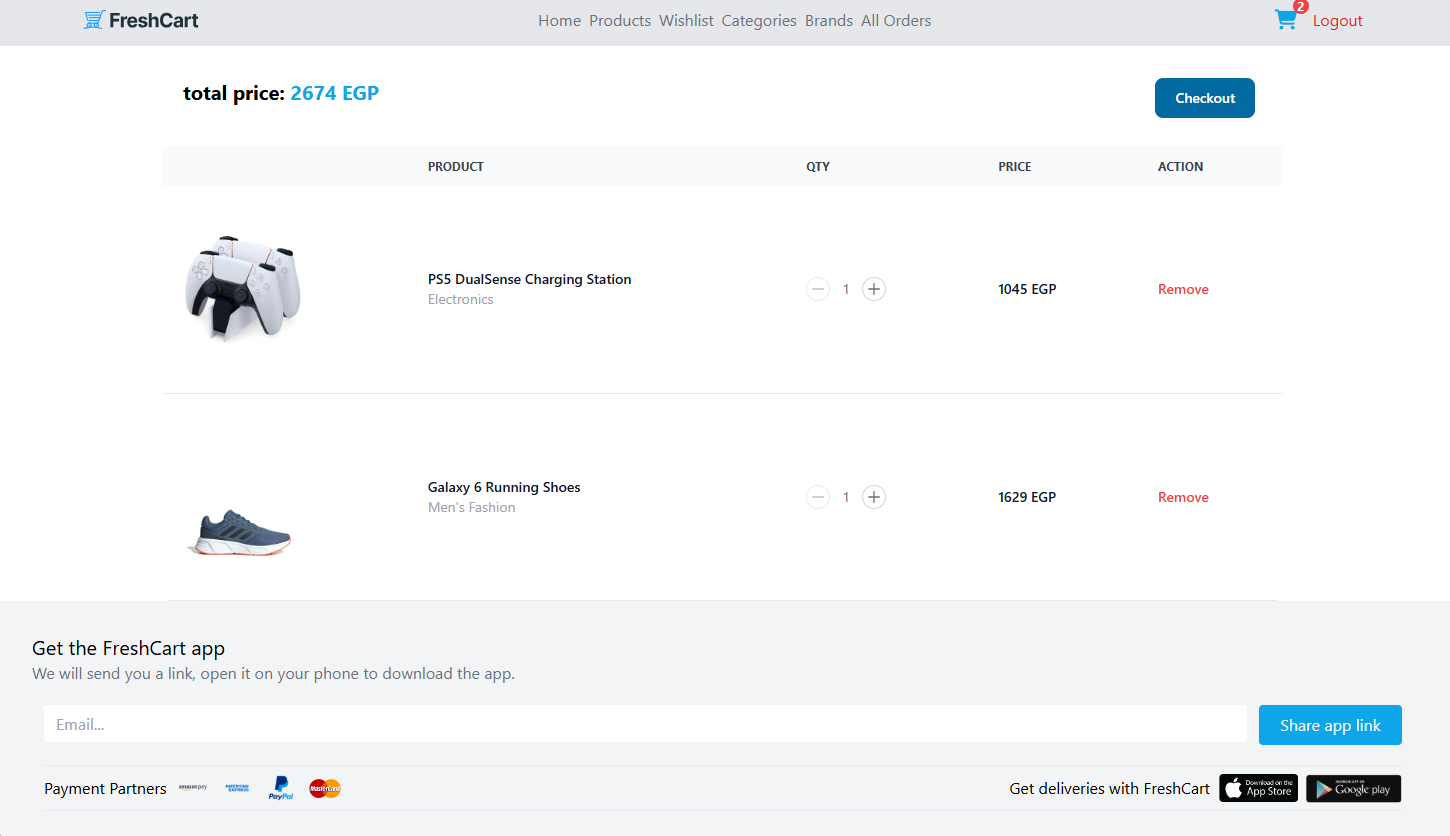 FreshCart
Home Products Wishlist Categories Brands All Orders
2
Logout
total price: 2674 EGP
Checkout
PRODUCT QTY PRICE ACTION
PS5 DualSense Charging Station
Electronics
1
1045 EGP
Remove
Galaxy 6 Running Shoes
Men's Fashion
1
1629 EGP
Remove
Get the FreshCart app
We will send you a link, open it on your phone to download the app.
Email...
Share app link
Payment Partners
amazon pay
AMERICAN
EXPRESS
PayPal
MasterCard
Get deliveries with FreshCart
Download on the
App Store
ANDROID APP ON
Google play